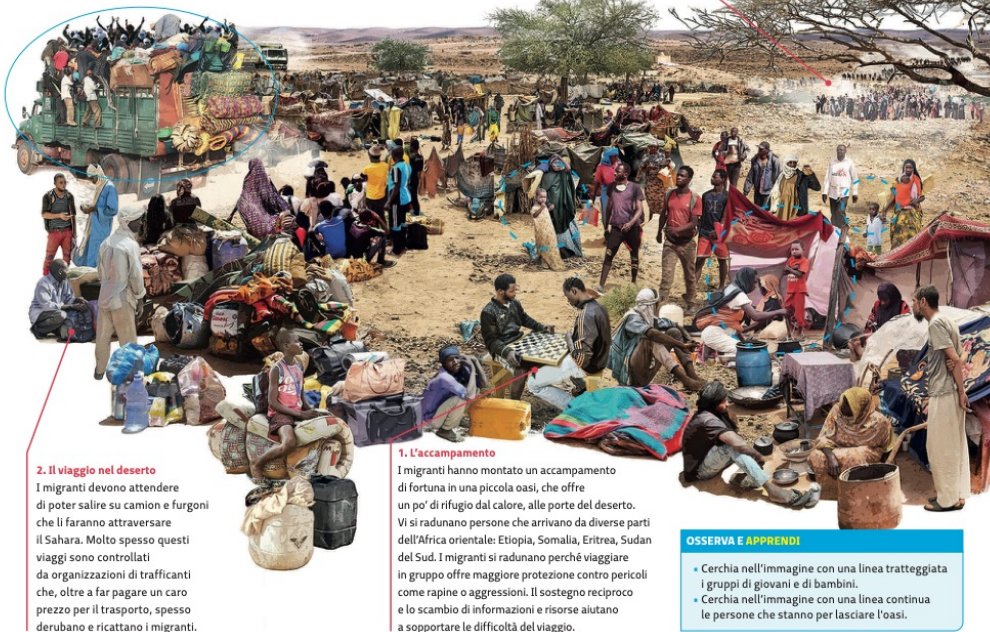 2. Il viaggio nel deserto
I migranti devono attendere
di poter salire su camion e furgoni
che li faranno attraversare
il Sahara. Molto spesso questi
viaggi sono controllati
da organizzazioni di trafficanti
che, oltre a far pagare un caro
prezzo per il trasporto, spesso
derubano e ricattano i migranti.
1. L’accampamento
I migranti hanno montato un accampamento
di fortuna in una piccola oasi, che offre
un po’ di rifugio dal calore, alle porte del deserto.
Vi si radunano persone che arrivano da diverse parti
dell’Africa orientale: Etiopia, Somalia, Eritrea, Sudan
del Sud. I migranti si radunano perché viaggiare
in gruppo offre maggiore protezione contro pericoli
come rapine o aggressioni. Il sostegno reciproco
e lo scambio di informazioni e risorse aiutano
a sopportare le difficoltà del viaggio.
OSSERVA E APPRENDI
▪ Cerchia nell’immagine con una linea tratteggiata
i gruppi di giovani e di bambini.
▪ Cerchia nell’immagine con una linea continua
le persone che stanno per lasciare l’oasi.